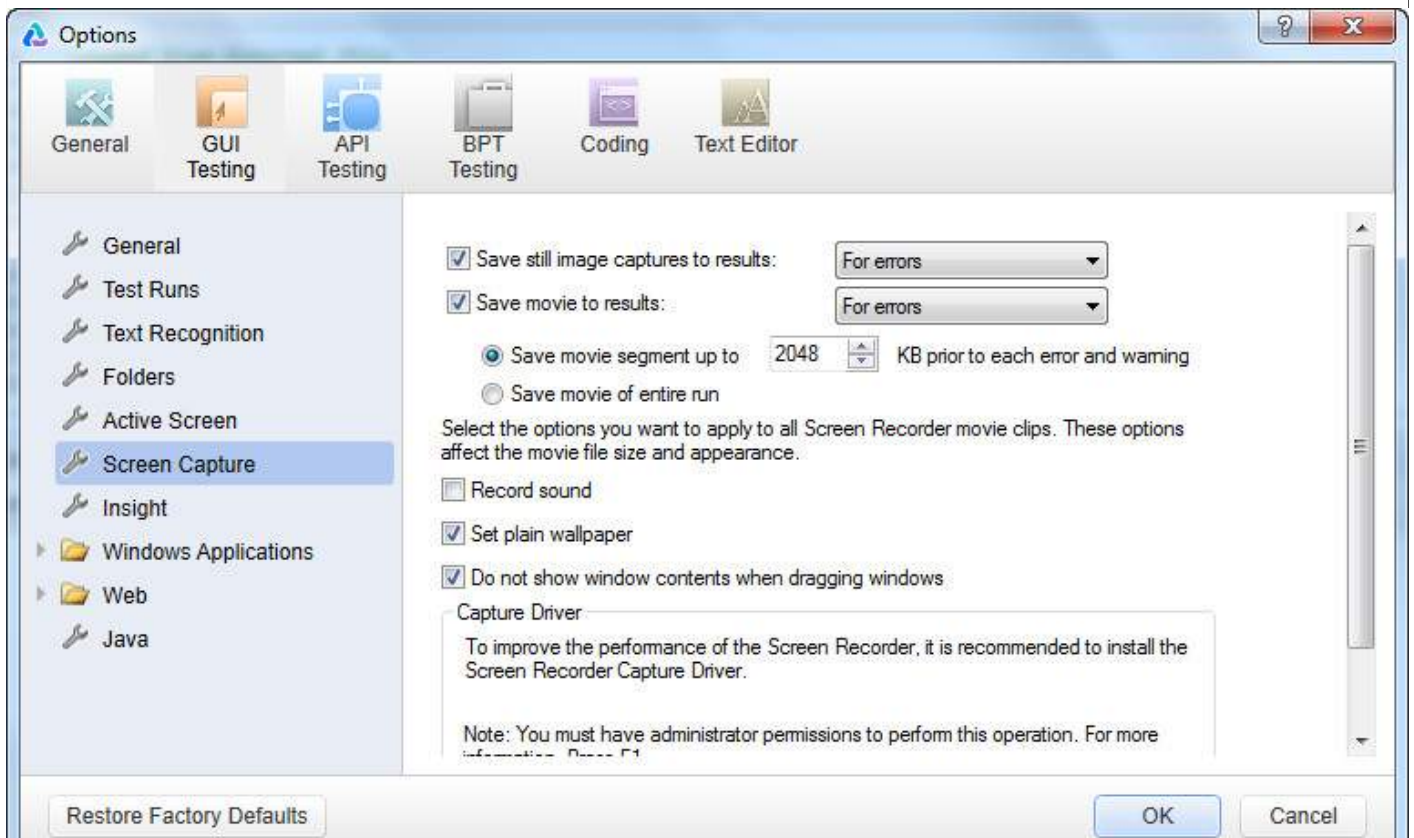 Options
General
GUI
Testing
API
Testing
BPT
Testing
Coding
Text Editor
General
Test Runs
Text Recognition
Folders
Active Screen
Screen Capture
Insight
Windows Applications
Web
Java
Save still image captures to results: For errors
Save movie to results: For errors
Save movie segment up to 2048 KB prior to each error and warning
Save movie of entire run
Select the options you want to apply to all Screen Recorder movie clips. These options
affect the movie file size and appearance.
Record sound
Set plain wallpaper
Do not show window contents when dragging windows
Capture Driver
To improve the performance of the Screen Recorder, it is recommended to install the
Screen Recorder Capture Driver.
Note: You must have administrator permissions to perform this operation. For more
information, Press F1
Restore Factory Defaults
OK Cancel